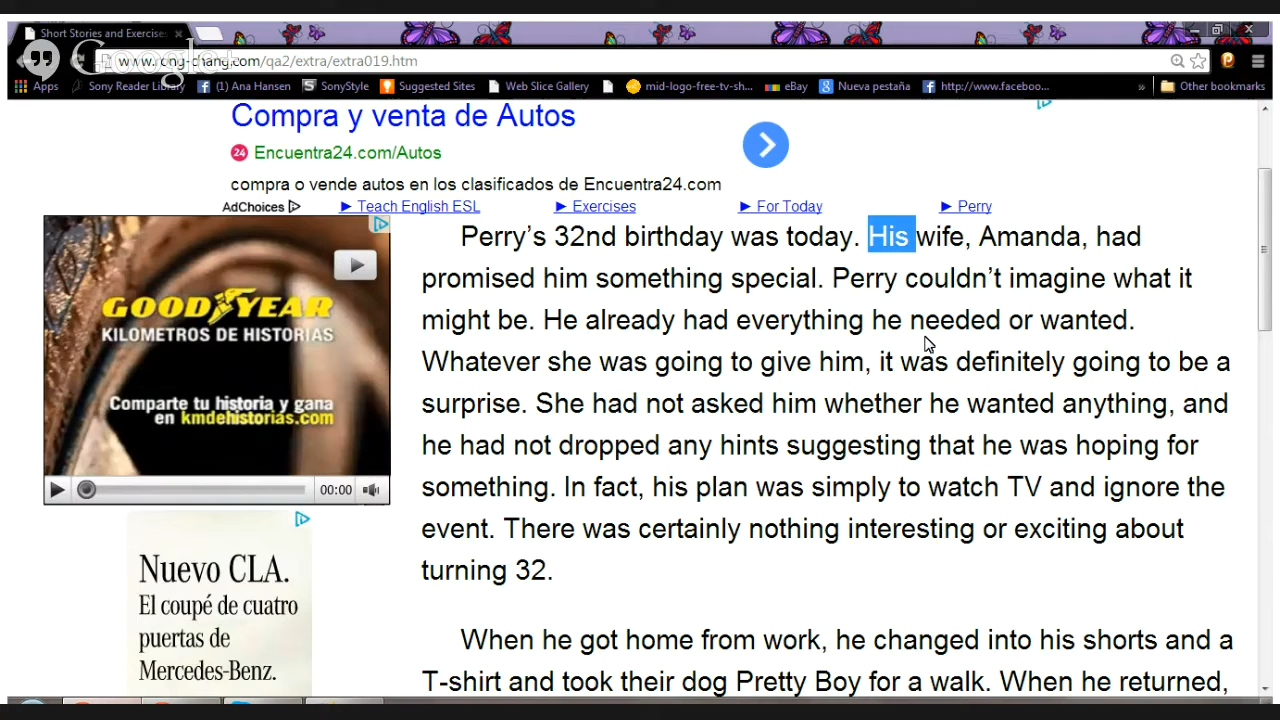 Short Stories and Exercises
Google+
www.rong-chang.com/qa2/extra/extra019.htm
Apps
Sony Reader Library
(1) Ana Hansen
SonyStyle
Suggested Sites
Web Slice Gallery
mid-logo-free-tv-sh...
eBay
Nueva pestaña
http://www.faceboo...
»
Other bookmarks
Compra y venta de Autos
24 Encuentra24.com/Autos
compra o vende autos en los clasificados de Encuentra24.com
AdChoices
► Teach English ESL
► Exercises
► For Today
► Perry
Perry’s 32nd birthday was today. His wife, Amanda, had
promised him something special. Perry couldn’t imagine what it
might be. He already had everything he needed or wanted.
Whatever she was going to give him, it was definitely going to be a
surprise. She had not asked him whether he wanted anything, and
he had not dropped any hints suggesting that he was hoping for
something. In fact, his plan was simply to watch TV and ignore the
event. There was certainly nothing interesting or exciting about
turning 32.
When he got home from work, he changed into his shorts and a
T-shirt and took their dog Pretty Boy for a walk. When he returned,
GOOD YEAR
KILOMETROS DE HISTORIAS
Comparte tu historia y gana
en kmdehistorias.com
00:00
Nuevo CLA.
El coupé de cuatro
puertas de
Mercedes-Benz.